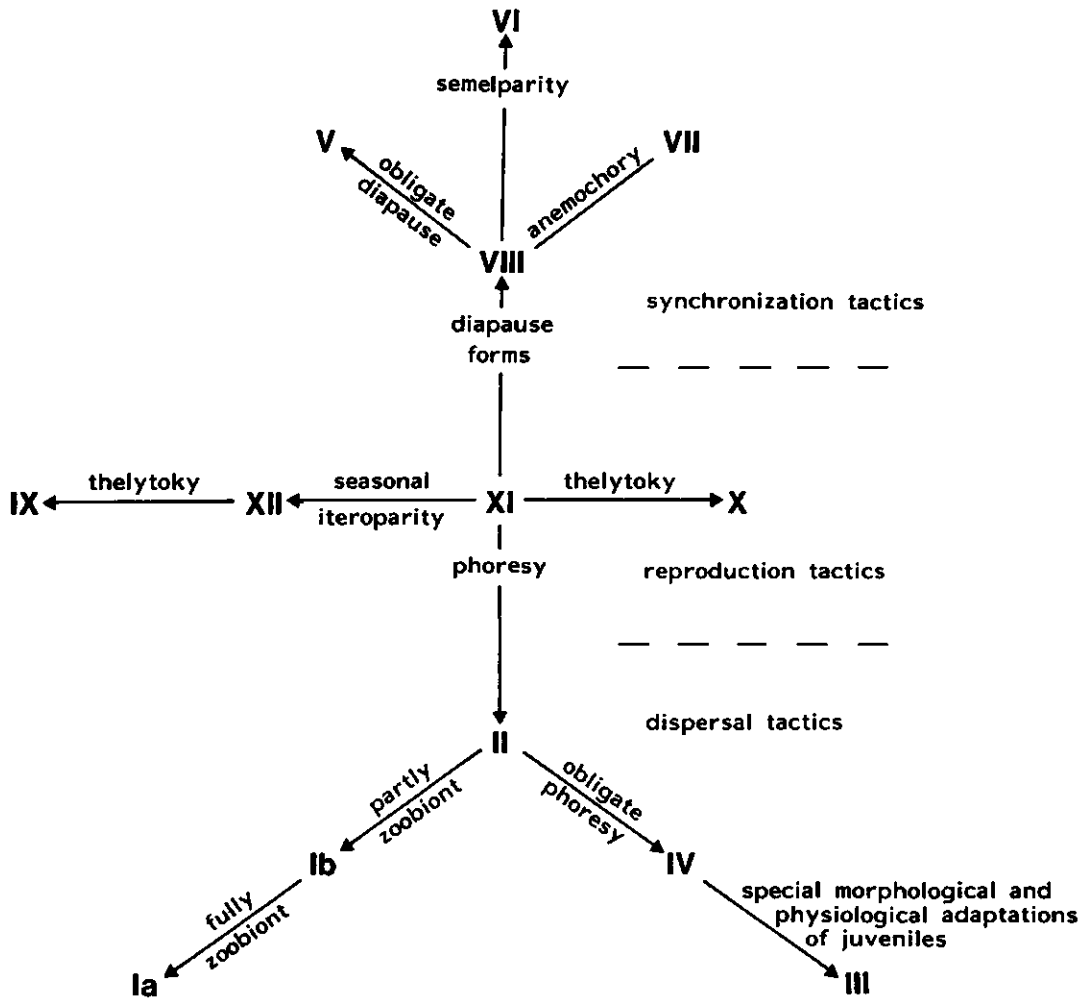 VI
semelparity
V
VII
obligate
diapause
anemochory
VIII
synchronization tactics
diapause
forms
IX
thelytoky
XII
seasonal
iteroparity
XI
thelytoky
X
phoresy
reproduction tactics
dispersal tactics
II
partly
zoobiont
obligate
phoresy
Ib
IV
fully
zoobiont
special morphological and
physiological adaptations
of juveniles
Ia
III